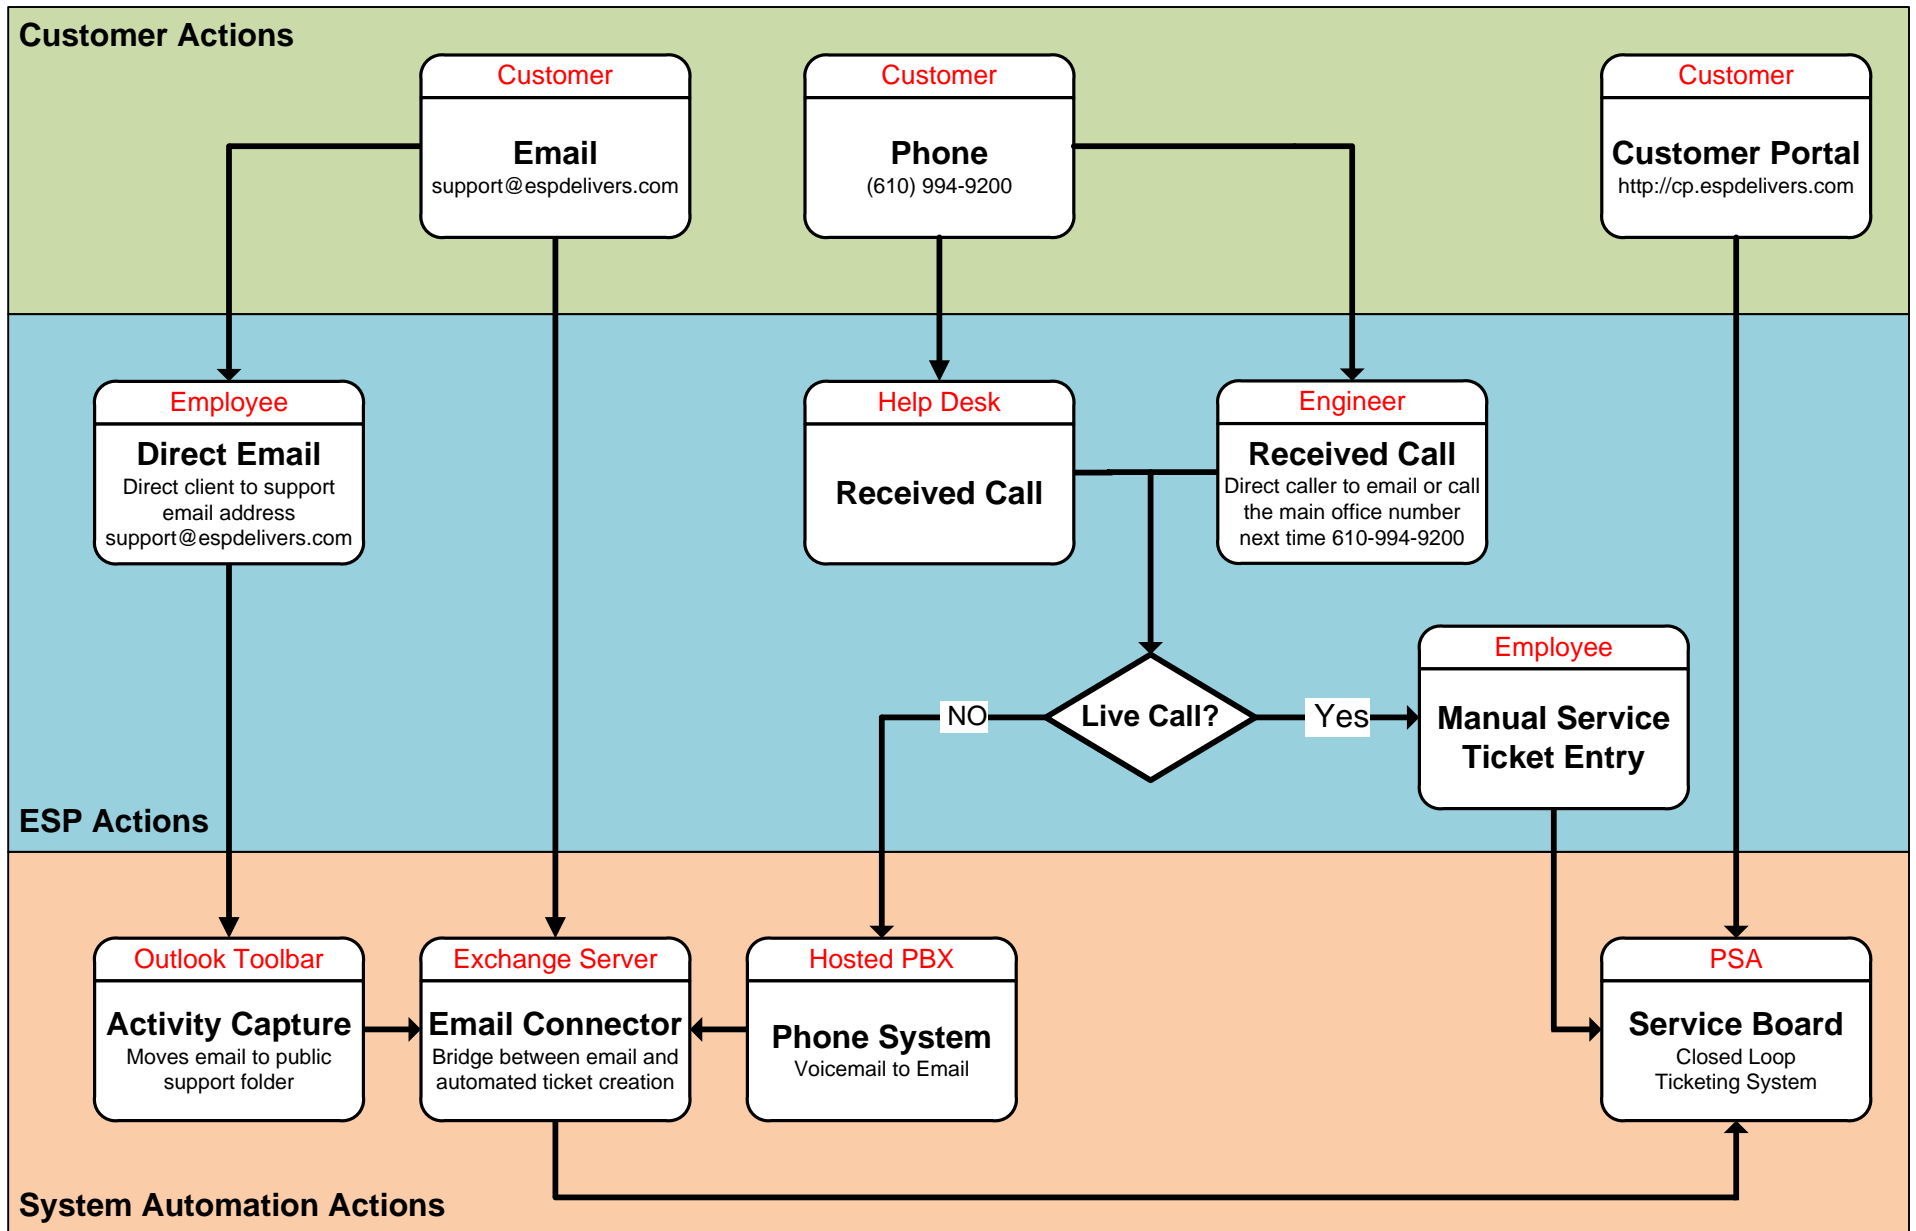 Customer Actions
Customer
Email
support@espdelivers.com
Customer
Phone
(610) 994-9200
Customer
Customer Portal
http://cp.espdelivers.com
Employee
Direct Email
Direct client to support
email address
support@espdelivers.com
Help Desk
Received Call
Engineer
Received Call
Direct caller to email or call
the main office number
next time 610-994-9200
Live Call?
NO
Yes
Employee
Manual Service
Ticket Entry
ESP Actions
Outlook Toolbar
Activity Capture
Moves email to public
support folder
Exchange Server
Email Connector
Bridge between email and
automated ticket creation
Hosted PBX
Phone System
Voicemail to Email
PSA
Service Board
Closed Loop
Ticketing System
System Automation Actions